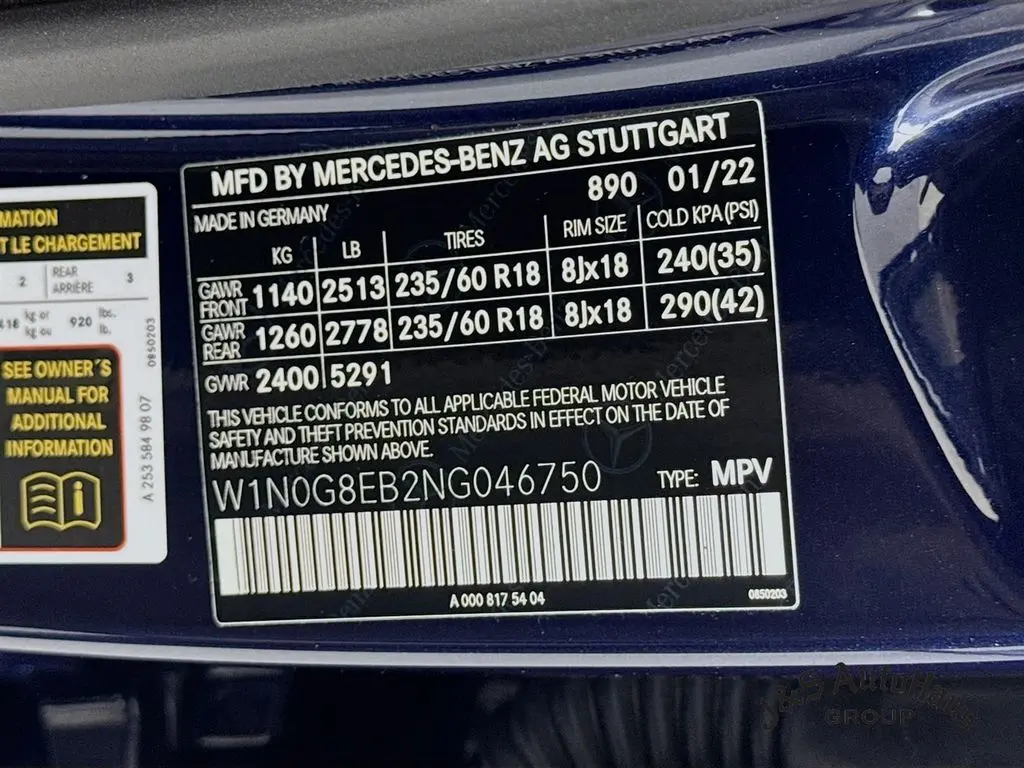 MFD BY MERCEDES-BENZ AG STUTTGART
890 01/22
MADE IN GERMANY
KG LB TIRES RIM SIZE COLD KPA(PSI)
GAWR FRONT 1140 2513 235/60 R18 8Jx18 240(35)
GAWR REAR 1260 2778 235/60 R18 8Jx18 290(42)
GVWR 2400 5291
THIS VEHICLE CONFORMS TO ALL APPLICABLE FEDERAL MOTOR VEHICLE
SAFETY AND THEFT PREVENTION STANDARDS IN EFFECT ON THE DATE OF
MANUFACTURE SHOWN ABOVE.
W1N0G8EB2NG046750 TYPE: MPV
A 000 817 54 04 0850203
MATION
T LE CHARGEMENT
2 REAR ARRIÈRE 3
418 kg or kg ou 920 lbs. lb.
SEE OWNER´S
MANUAL FOR
ADDITIONAL
INFORMATION
A 253 584 98 07 0850203
J&S AutoHaus
GROUP